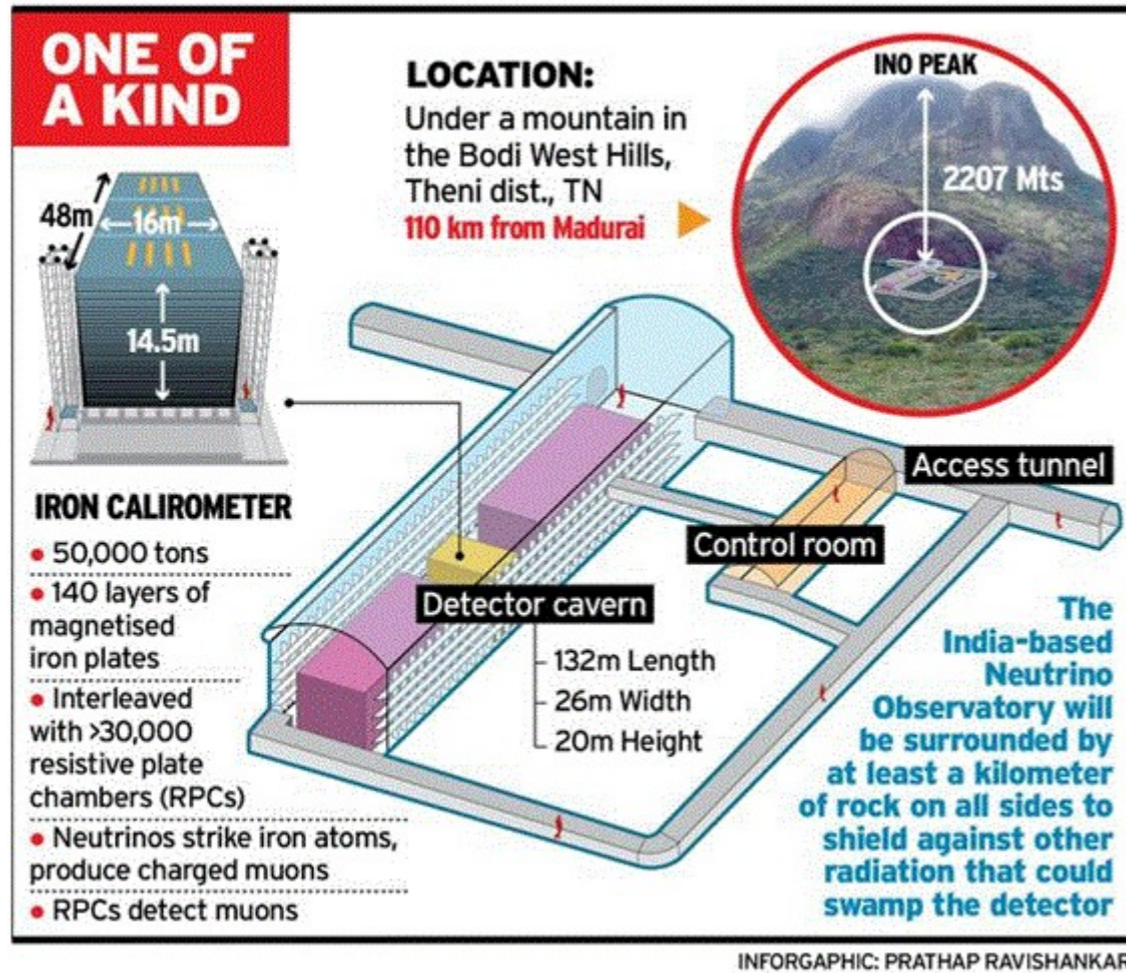 ONE OF
A KIND
LOCATION:
Under a mountain in
the Bodi West Hills,
Theni dist., TN
110 km from Madurai
INO PEAK
2207 Mts
48m
16m
14.5m
IRON CALIROMETER
• 50,000 tons
• 140 layers of
magnetised
iron plates
• Interleaved
with >30,000
resistive plate
chambers (RPCs)
• Neutrinos strike iron atoms,
produce charged muons
• RPCs detect muons
Access tunnel
Control room
Detector cavern
132m Length
26m Width
20m Height
The
India-based
Neutrino
Observatory will
be surrounded by
at least a kilometer
of rock on all sides to
shield against other
radiation that could
swamp the detector
INFORGAPHIC: PRATHAP RAVISHANKAR